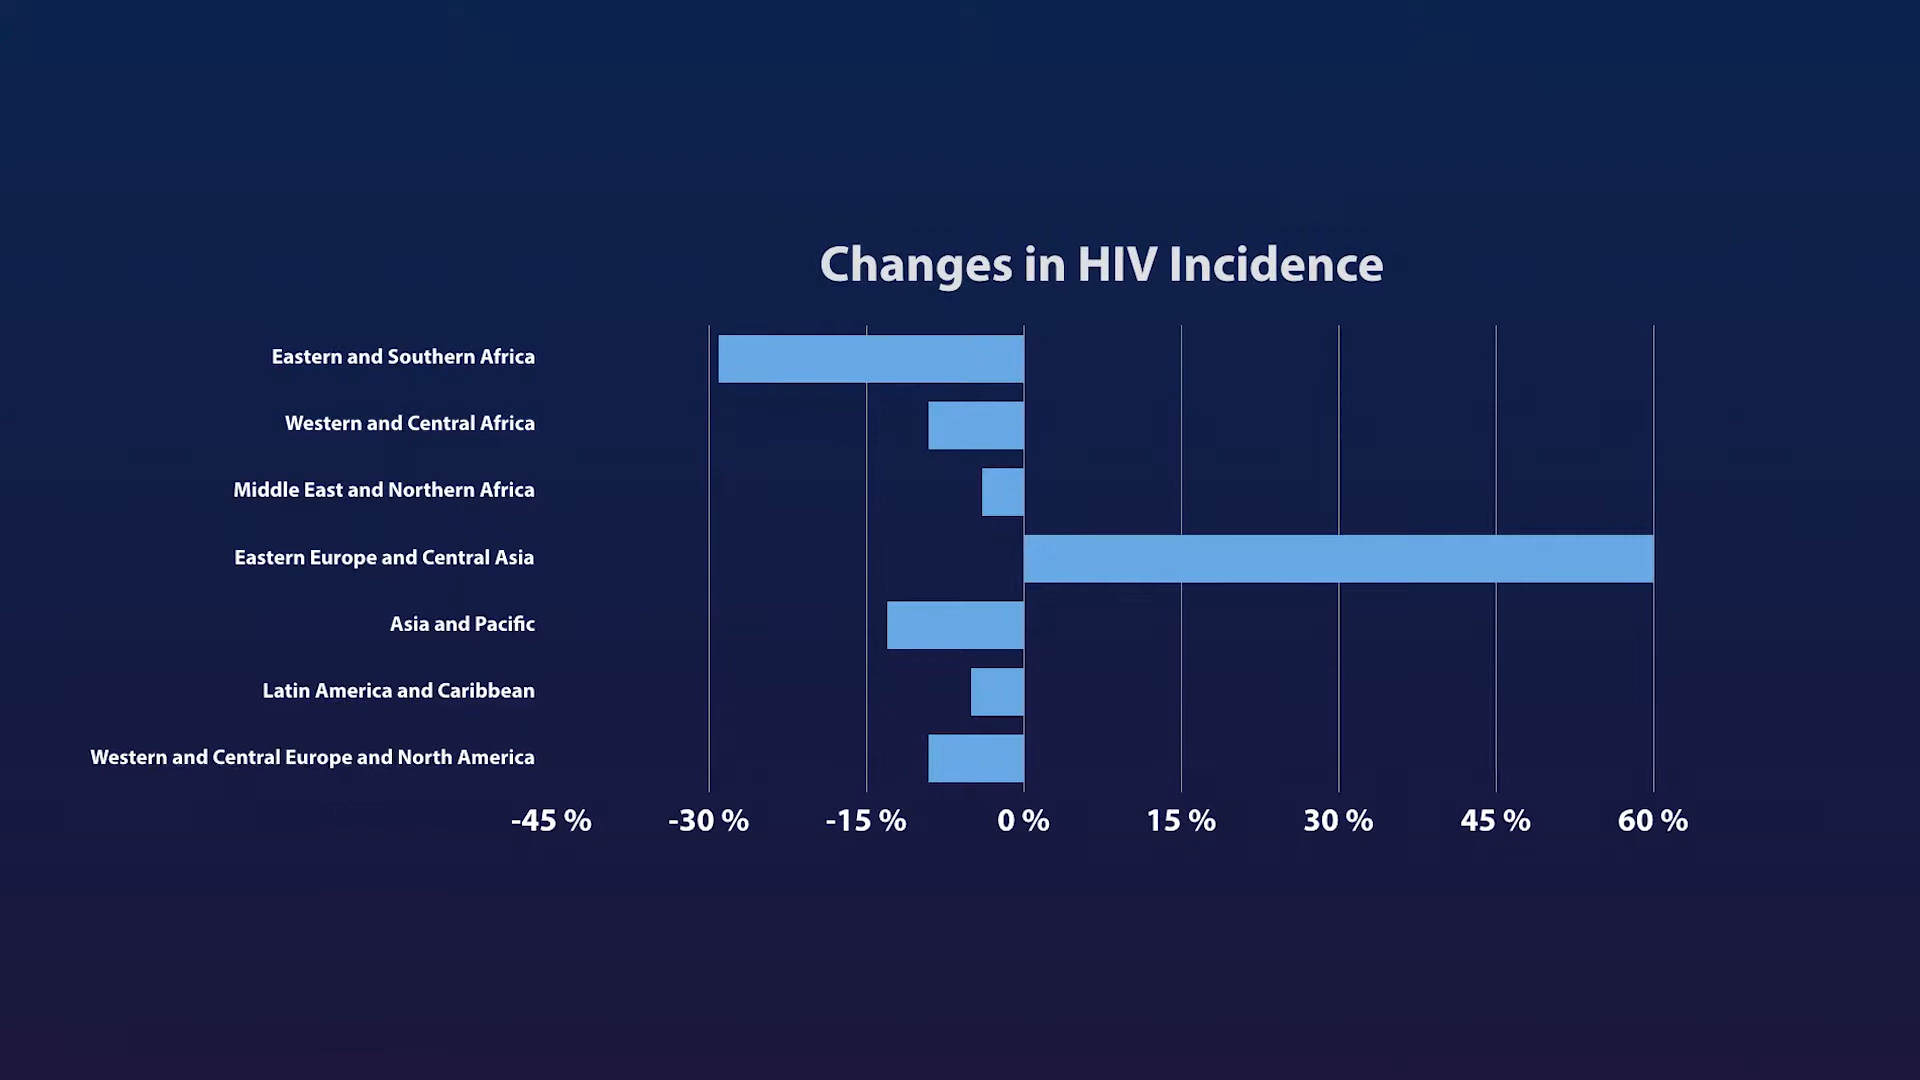 Changes in HIV Incidence
Eastern and Southern Africa
Western and Central Africa
Middle East and Northern Africa
Eastern Europe and Central Asia
Asia and Pacific
Latin America and Caribbean
Western and Central Europe and North America
-45 % -30 % -15 % 0 % 15 % 30 % 45 % 60 %